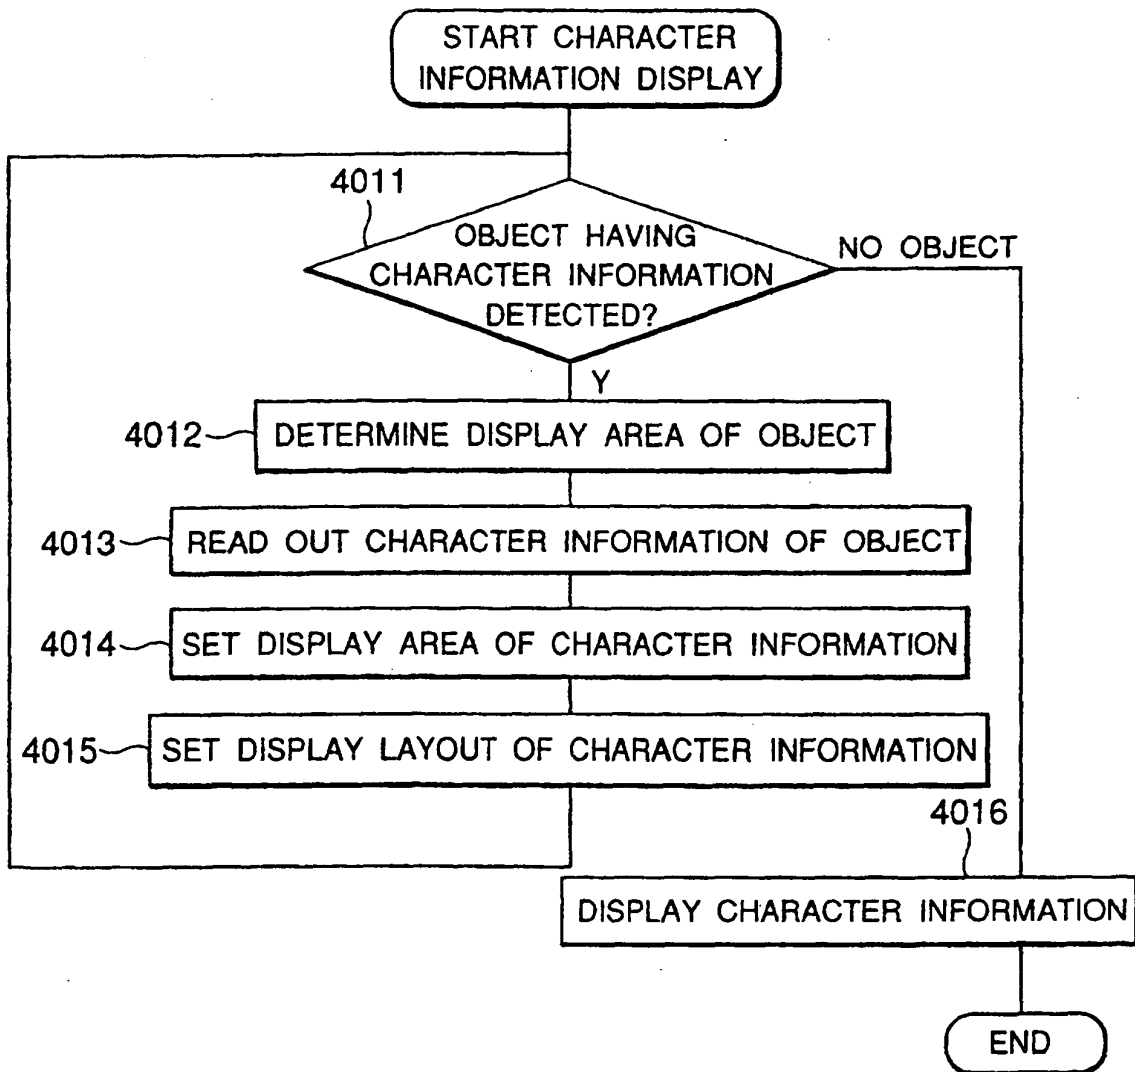 START CHARACTER
INFORMATION DISPLAY
4011
OBJECT HAVING
CHARACTER INFORMATION
DETECTED?
NO OBJECT
Y
4012
DETERMINE DISPLAY AREA OF OBJECT
4013
READ OUT CHARACTER INFORMATION OF OBJECT
4014
SET DISPLAY AREA OF CHARACTER INFORMATION
4015
SET DISPLAY LAYOUT OF CHARACTER INFORMATION
4016
DISPLAY CHARACTER INFORMATION
END